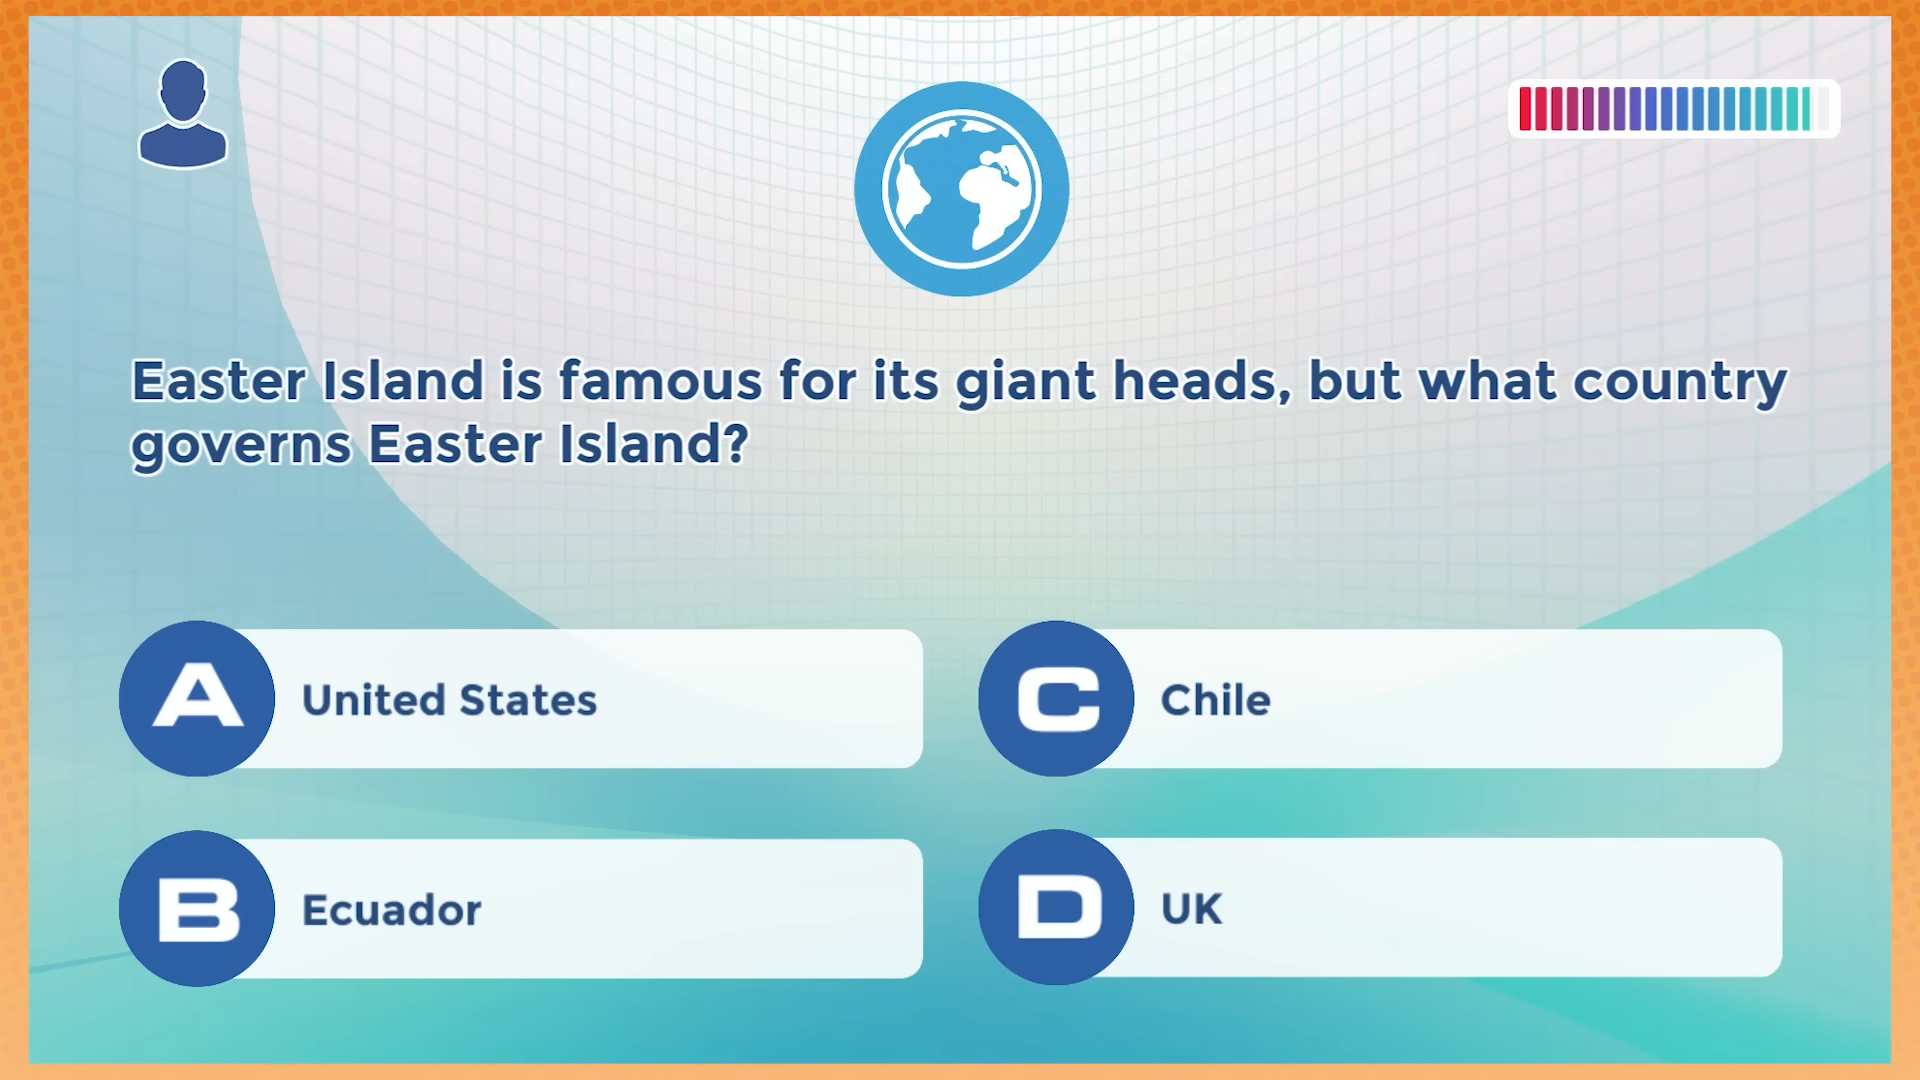 Easter Island is famous for its giant heads, but what country
governs Easter Island?
A United States
C Chile
B Ecuador
D UK